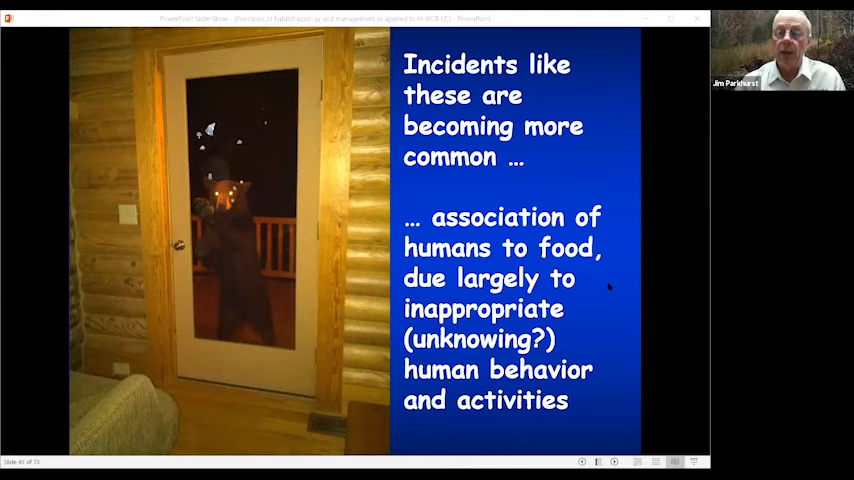 PowerPoint Slide Show - [Principles of habitat ecology and management as applied to H-WCR (2)] - PowerPoint
Incidents like
these are
becoming more
common ...
... association of
humans to food,
due largely to
inappropriate
(unknowing?)
human behavior
and activities
Jim Parkhurst
Slide 45 of 73